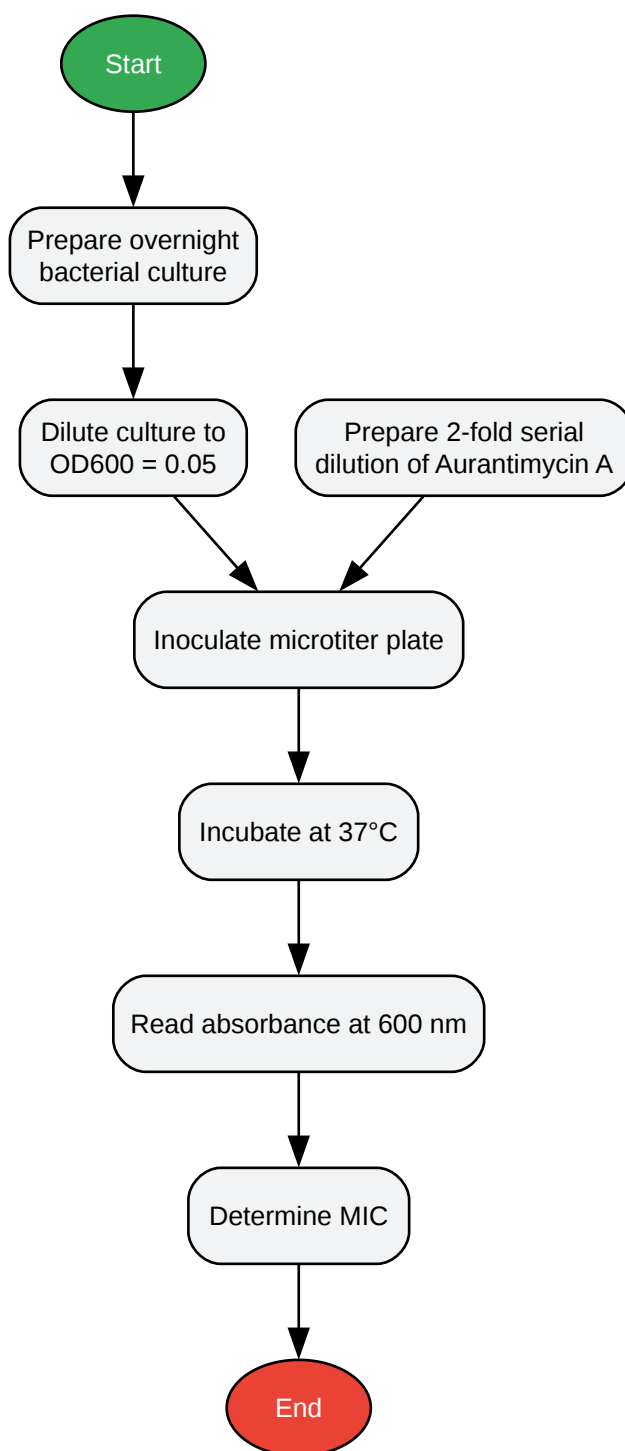 Start
Prepare overnight
bacterial culture
Dilute culture to
OD600 = 0.05
Prepare 2-fold serial
dilution of Aurantimycin A
Inoculate microtiter plate
Incubate at 37°C
Read absorbance at 600 nm
Determine MIC
End